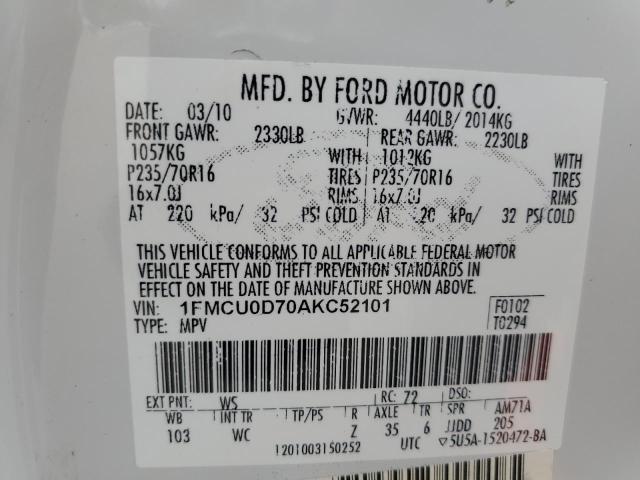 MFD. BY FORD MOTOR CO.
DATE: 03/10 GVWR: 4440LB/ 2014KG
FRONT GAWR: 2330LB REAR GAWR: 2230LB
1057KG WITH 1012KG WITH
P235/70R16 TIRES P235/70R16 TIRES
16x7.0J RIMS 16x7.0J RIMS
AT 220 kPa/ 32 PSI COLD AT 220 kPa/ 32 PSI COLD
THIS VEHICLE CONFORMS TO ALL APPLICABLE FEDERAL MOTOR
VEHICLE SAFETY AND THEFT PREVENTION STANDARDS IN
EFFECT ON THE DATE OF MANUFACTURE SHOWN ABOVE.
VIN: 1FMCU0D70AKC52101 F0102
TYPE: MPV T0294
EXT PNT: WS RC: 72 DSO:
WB INT TR TP/PS R AXLE TR SPR AM71A
103 WC Z 35 6 JJDD 205
1201003150252 UTC ▽5U5A-1520472-BA